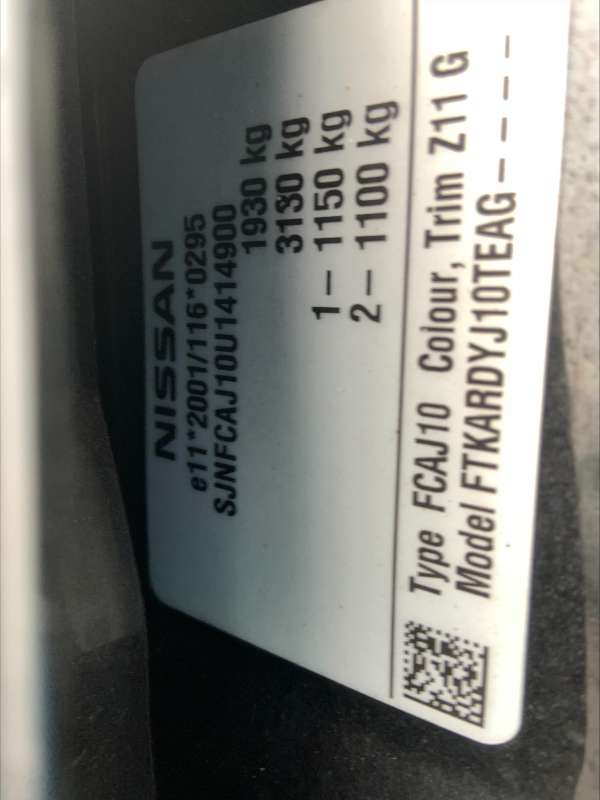 NISSAN
e11*2001/116*0295
SJNFCAJ10U1414900
1930 kg
3130 kg
1– 1150 kg
2– 1100 kg
Type FCAJ10 Colour, Trim Z11 G
Model FTKARDYJ10TEAG– – – –